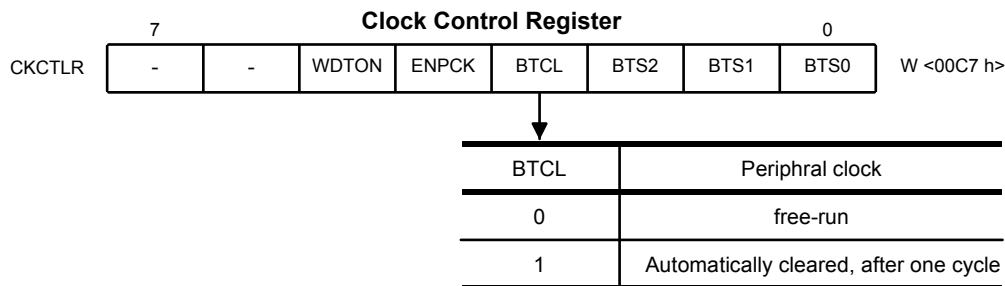 Clock Control Register
7 0
CKCTLR - - WDTON ENPCK BTCL BTS2 BTS1 BTS0 W <00C7 h>
BTCL Periphral clock
0 free-run
1 Automatically cleared, after one cycle